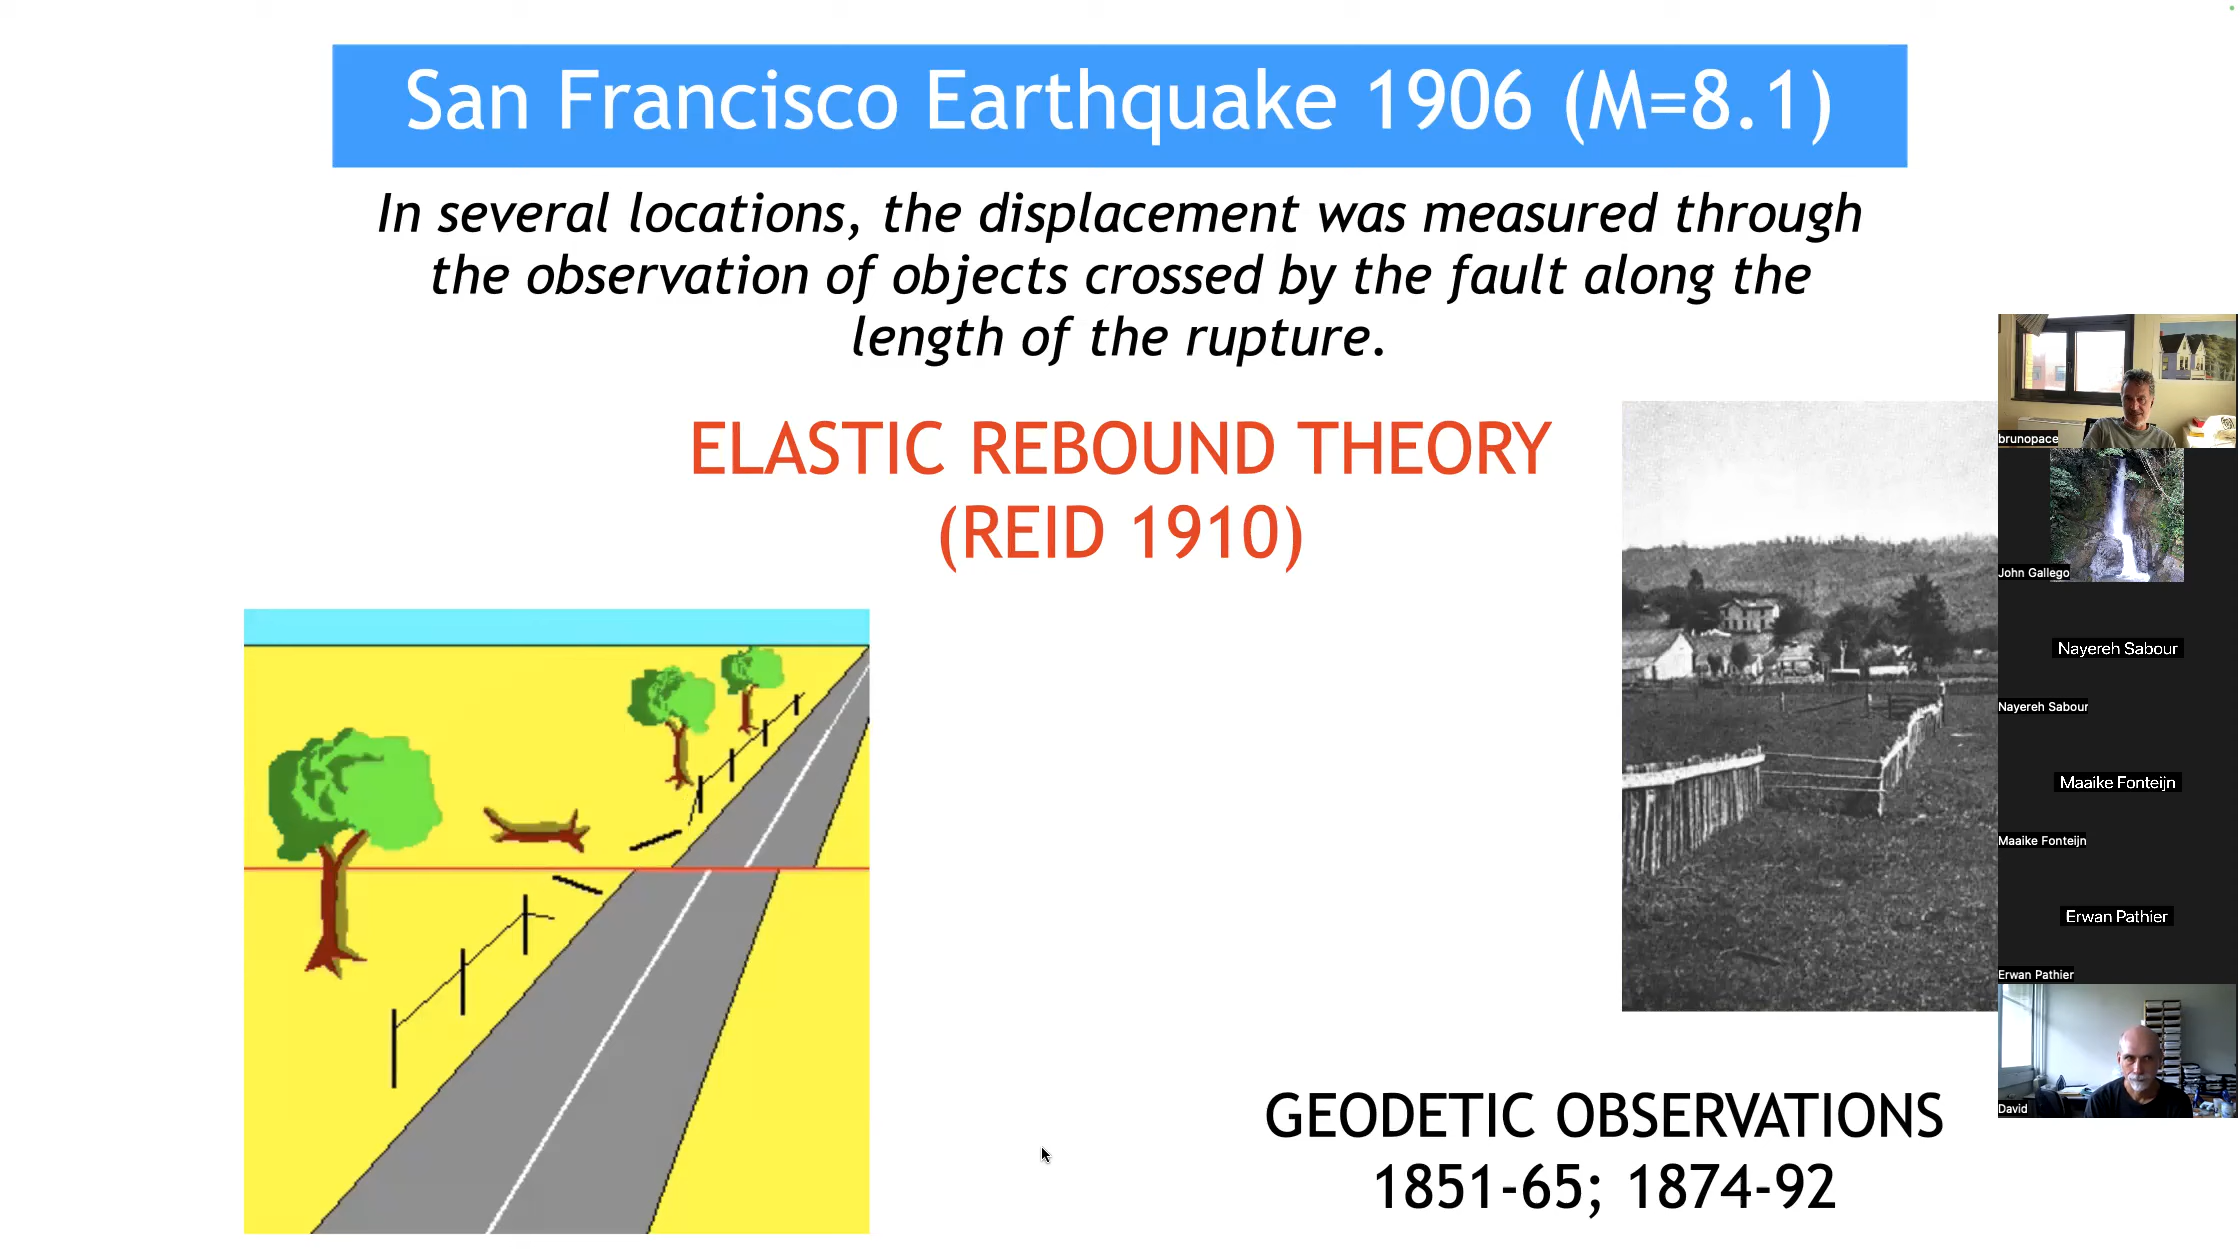 San Francisco Earthquake 1906 (M=8.1)
In several locations, the displacement was measured through
the observation of objects crossed by the fault along the
length of the rupture.
ELASTIC REBOUND THEORY
(REID 1910)
GEODETIC OBSERVATIONS
1851-65; 1874-92
brunopace
John Gallego
Nayereh Sabour
Nayereh Sabour
Maaike Fonteijn
Maaike Fonteijn
Erwan Pathier
Erwan Pathier
David